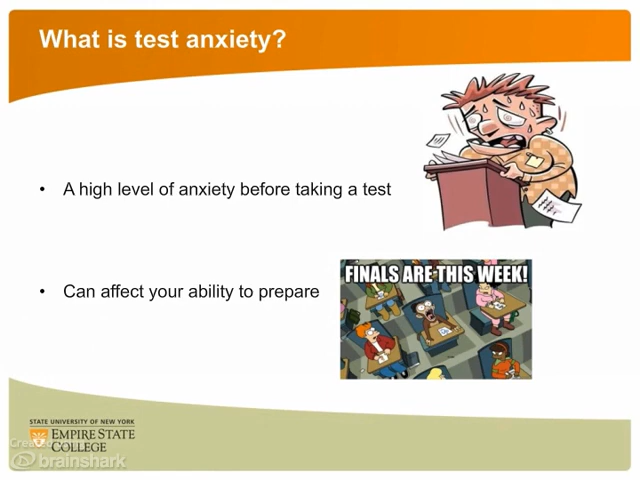 What is test anxiety?
• A high level of anxiety before taking a test
FINALS ARE THIS WEEK!
• Can affect your ability to prepare
STATE UNIVERSITY OF NEW YORK
EMPIRE STATE
COLLEGE
Created
brainshark